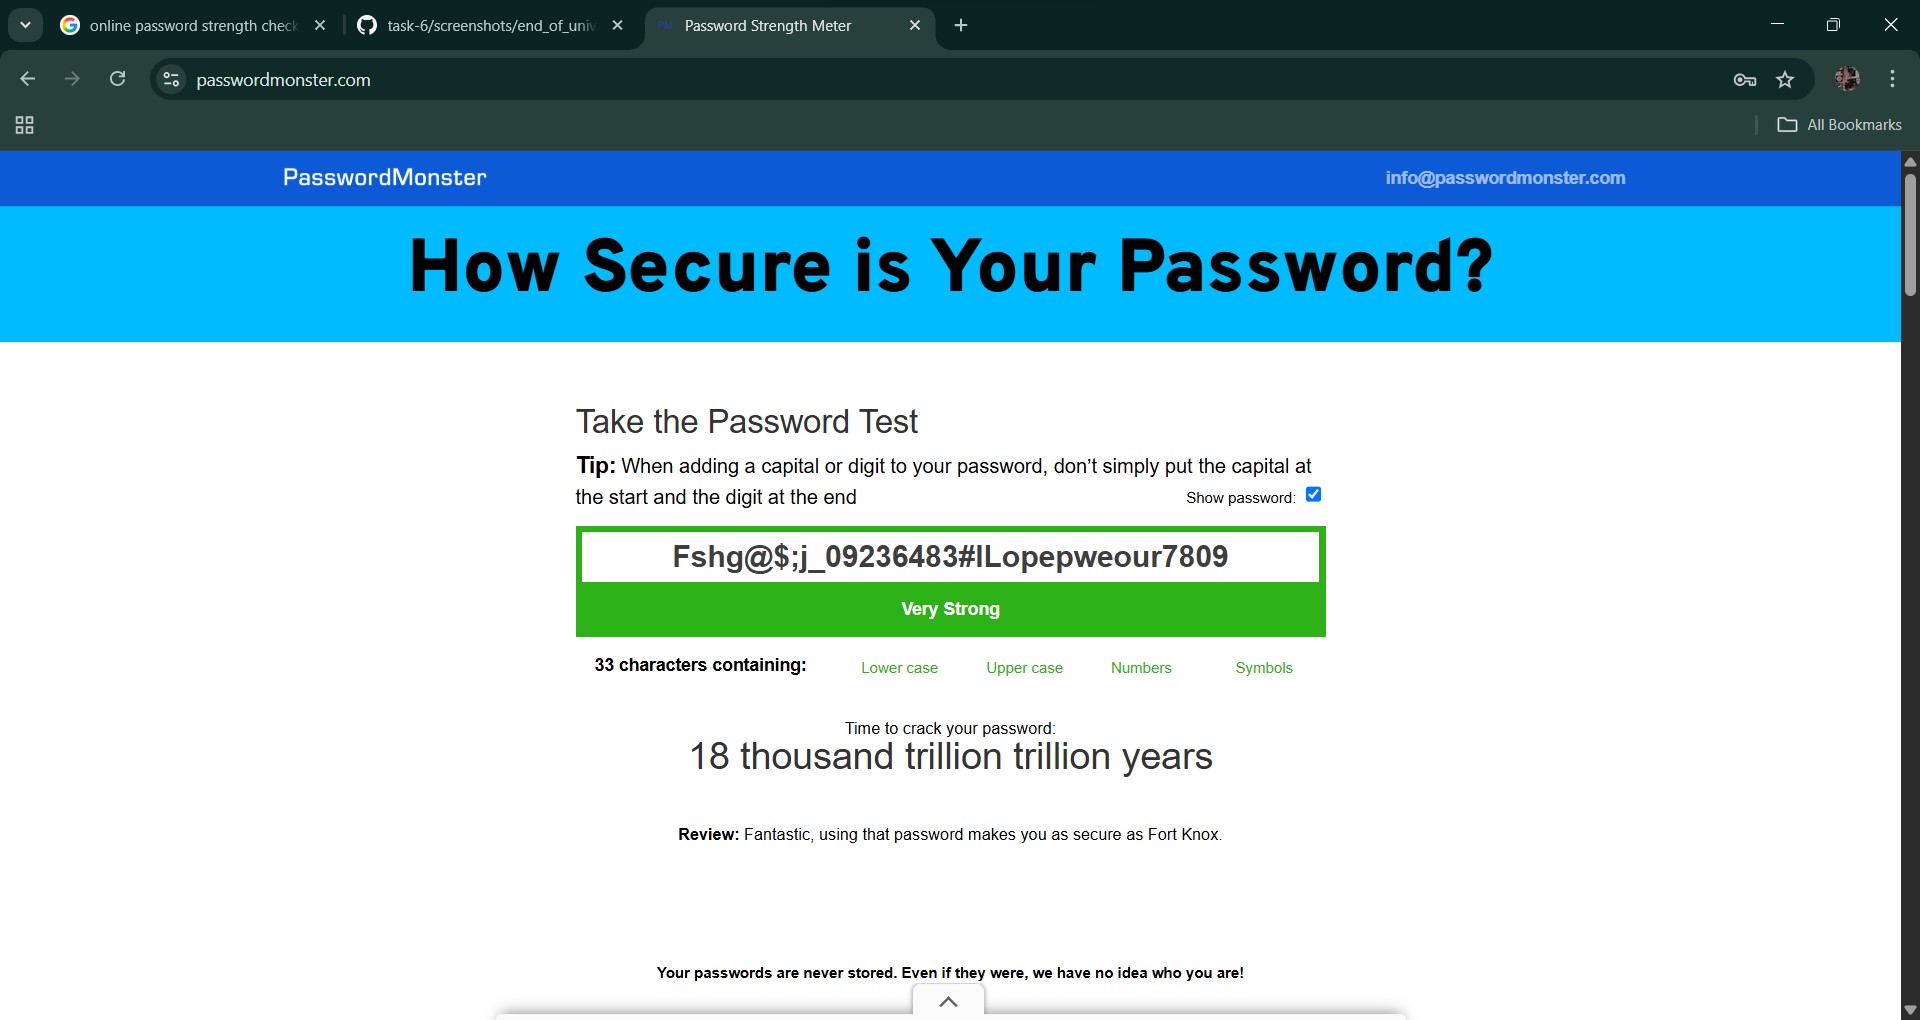 online password strength check
task-6/screenshots/end_of_univ
PM
Password Strength Meter
passwordmonster.com
All Bookmarks
PasswordMonster
info@passwordmonster.com
How Secure is Your Password?
Take the Password Test
Tip: When adding a capital or digit to your password, don’t simply put the capital at
the start and the digit at the end
Show password:
Fshg@$;j_09236483#lLopepweour7809
Very Strong
33 characters containing:
Lower case
Upper case
Numbers
Symbols
Time to crack your password:
18 thousand trillion trillion years
Review: Fantastic, using that password makes you as secure as Fort Knox.
Your passwords are never stored. Even if they were, we have no idea who you are!